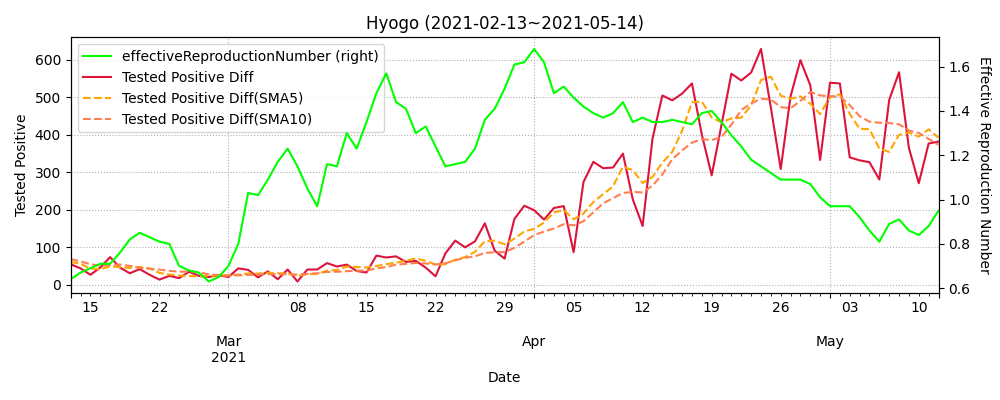 Hyogo (2021-02-13~2021-05-14)
effectiveReproductionNumber (right)
Tested Positive Diff
Tested Positive Diff(SMA5)
Tested Positive Diff(SMA10)
Tested Positive
600
500
400
300
200
100
0
1.6
1.4
1.2
1.0
0.8
0.6
Effective Reproduction Number
15 22 08 15 22 29 05 12 19 26 03 10
Mar Apr May
2021
Date